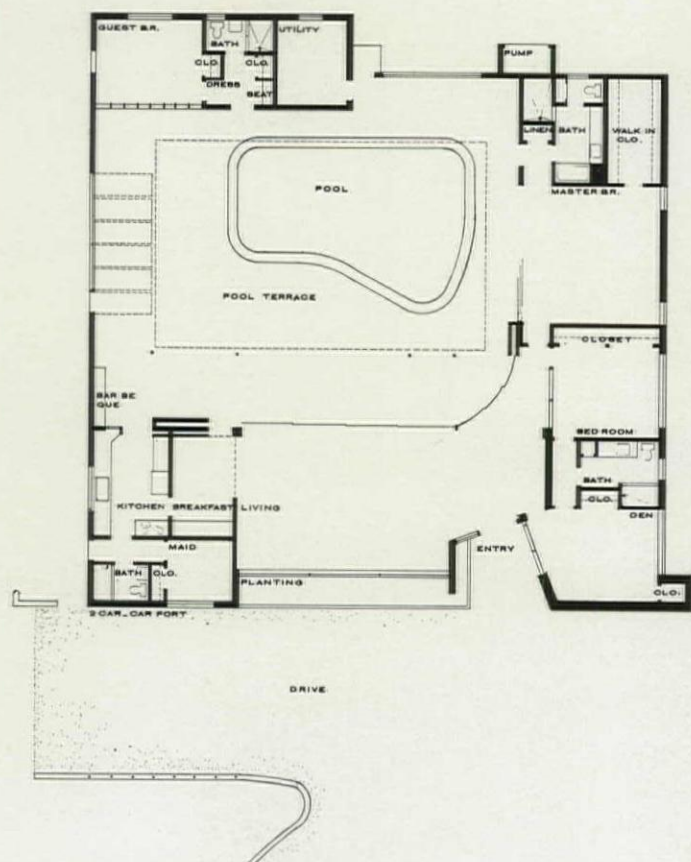 GUEST B.R.
BATH
UTILITY
CLO.
CLO.
DRESS
SEAT
PUMP
LINEN
BATH
WALK IN
CLO.
MASTER B.R.
POOL
POOL TERRACE
CLOSET
BAR BE
QUE
BED ROOM
BATH
CLO.
DEN
KITCHEN
BREAKFAST
LIVING
MAID
ENTRY
BATH
CLO.
PLANTING
CLO.
2 CAR_CAR PORT
DRIVE